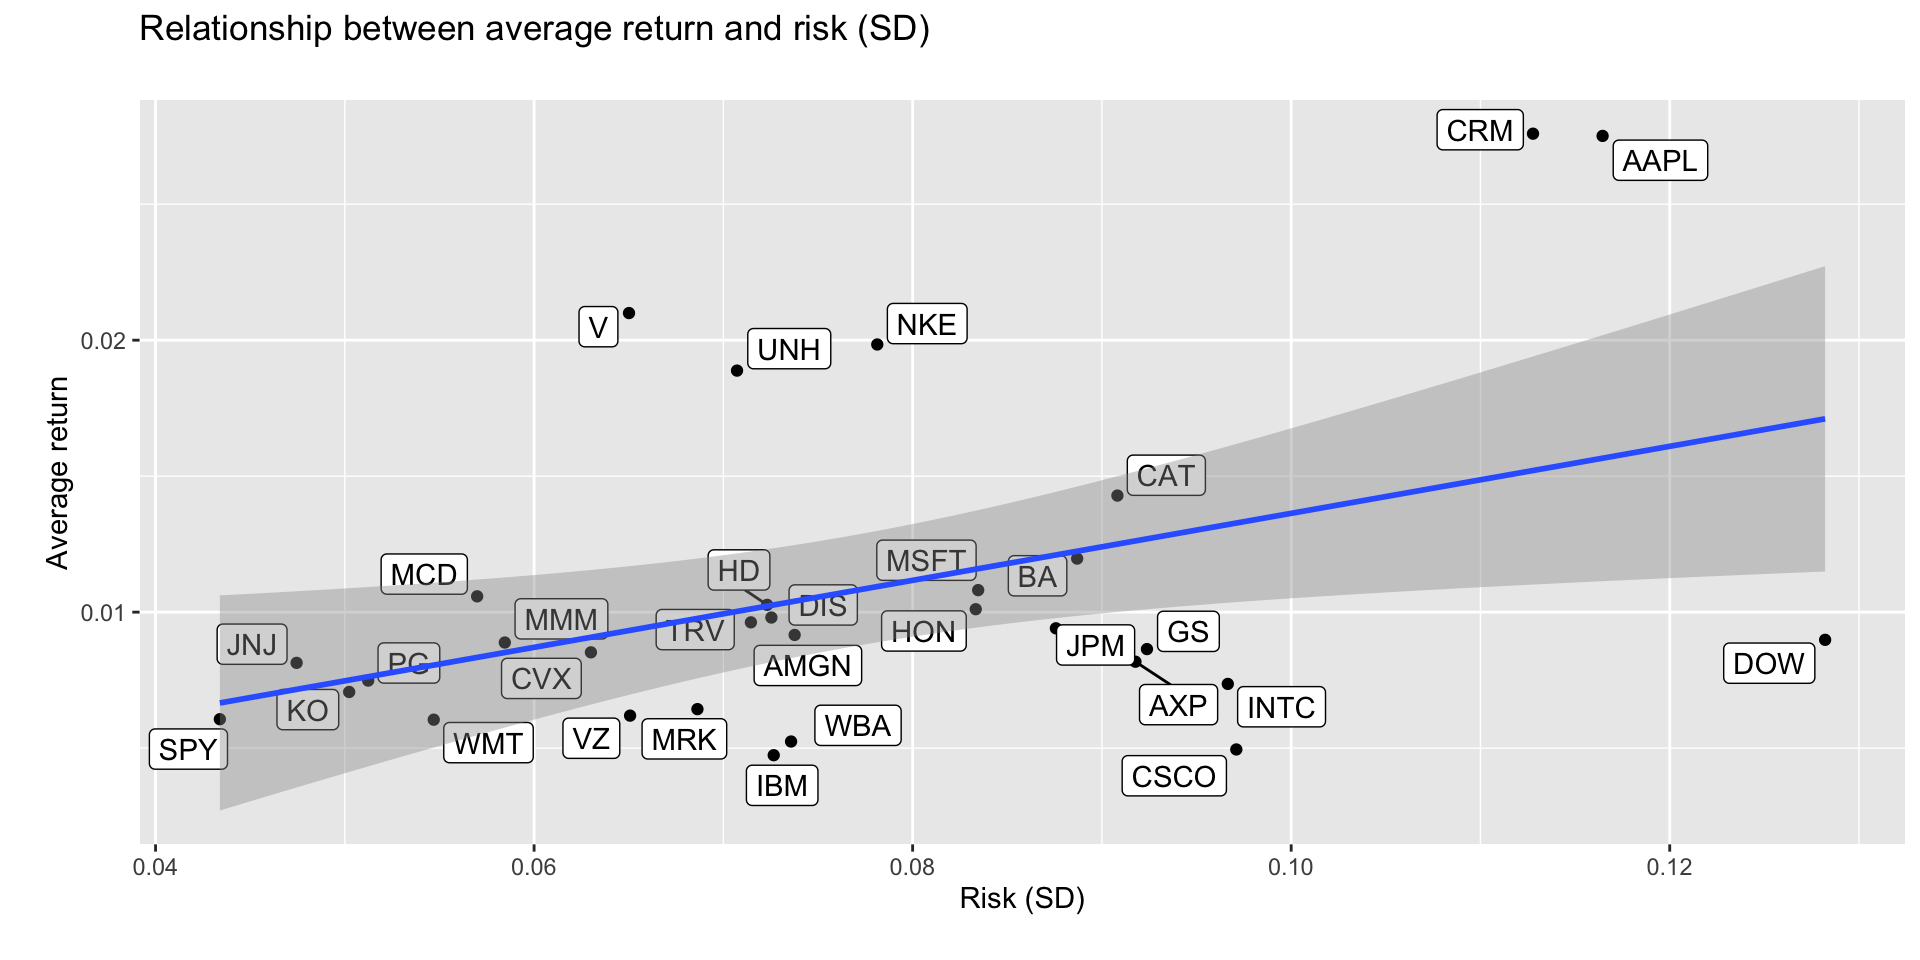 Relationship between average return and risk (SD)
CRM
AAPL
V
NKE
UNH
0.02
Average return
CAT
MCD
HD
MSFT
BA
DIS
0.01
MMM
TRV
HON
GS
JNJ
JPM
PG
AMGN
DOW
CVX
KO
AXP
INTC
WBA
SPY
WMT
VZ
MRK
CSCO
IBM
0.04
0.06
0.08
0.10
0.12
Risk (SD)